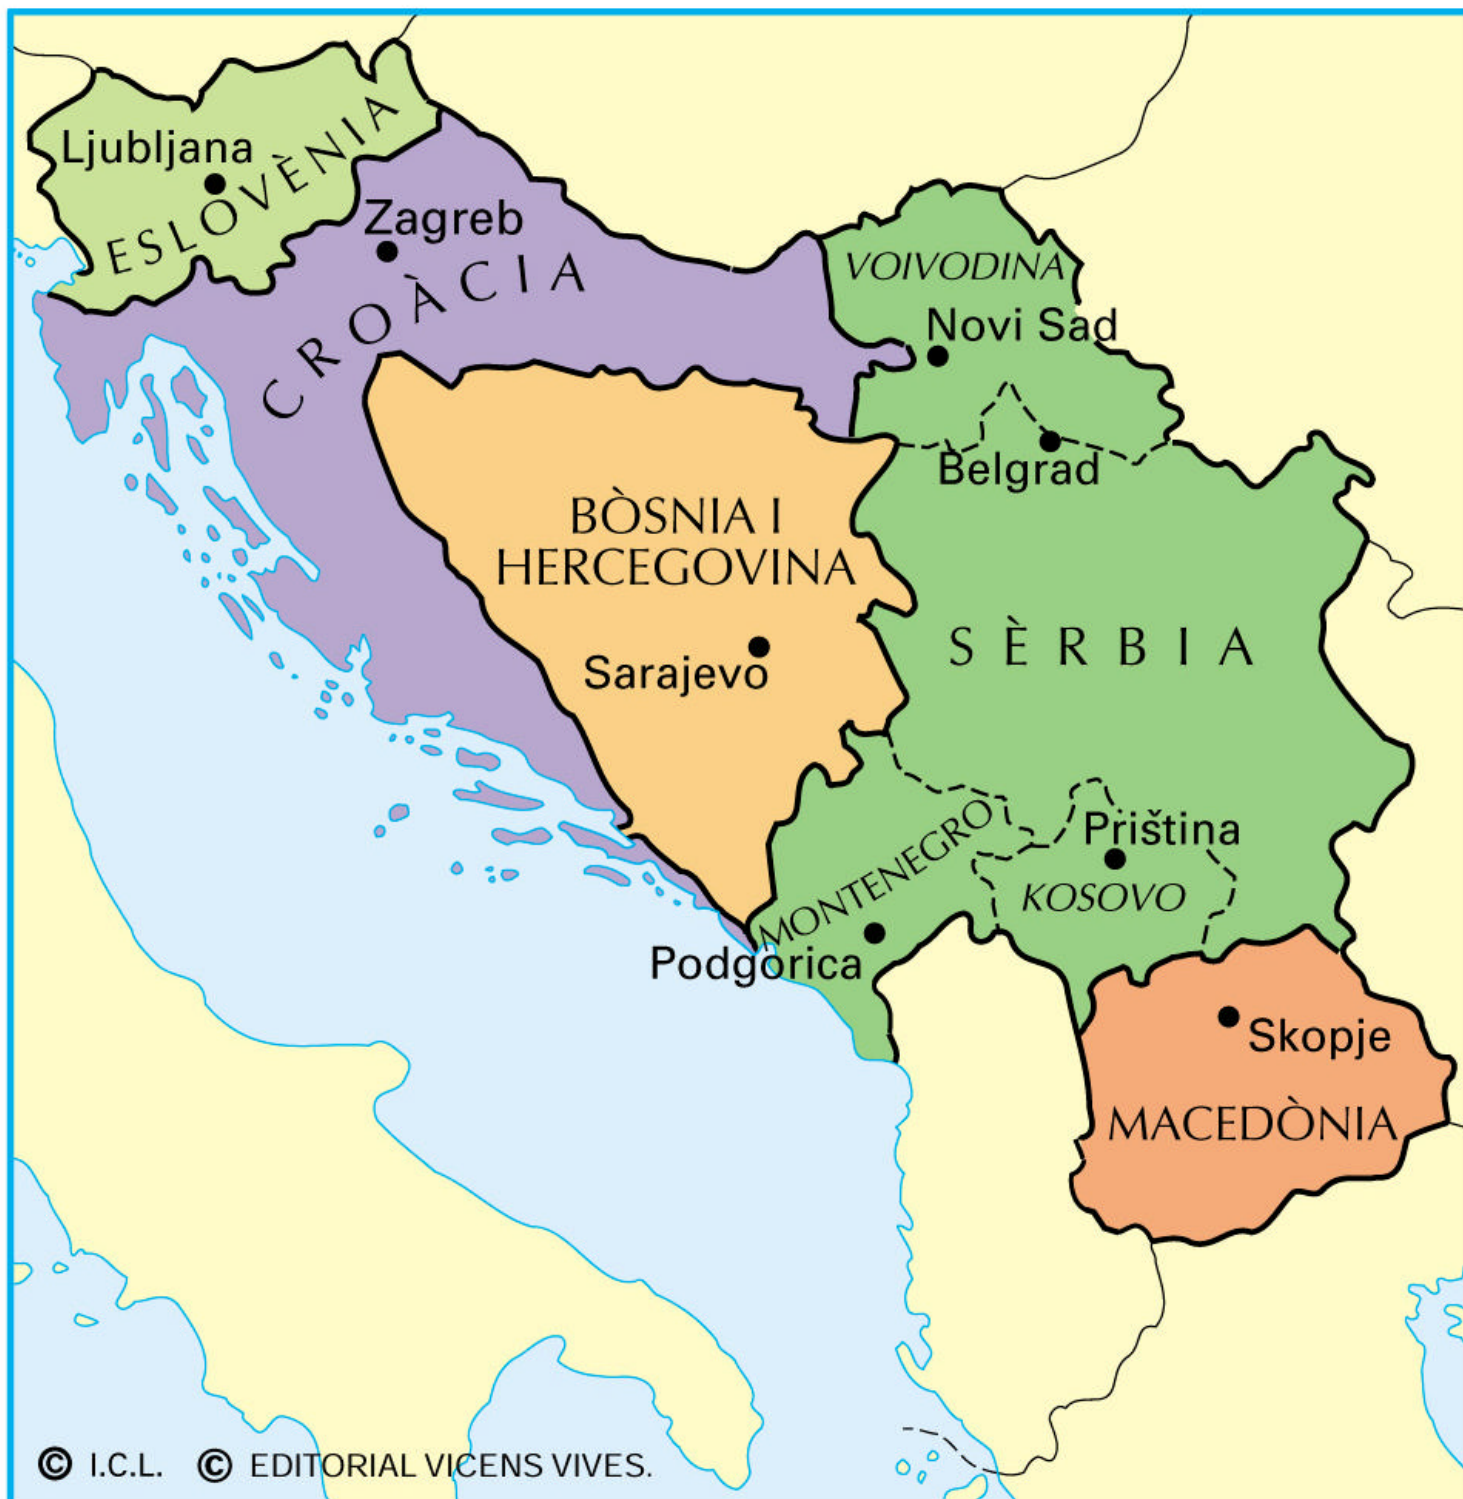 Ljubljana
ESLOVÈNIA
Zagreb
CROÀCIA
VOIVODINA
Novi Sad
Belgrad
BÒSNIA I
HERCEGOVINA
Sarajevo
SÈRBIA
MONTENEGRO
Priština
KOSOVO
Podgorica
Skopje
MACEDÒNIA
© I.C.L. © EDITORIAL VICENS VIVES.